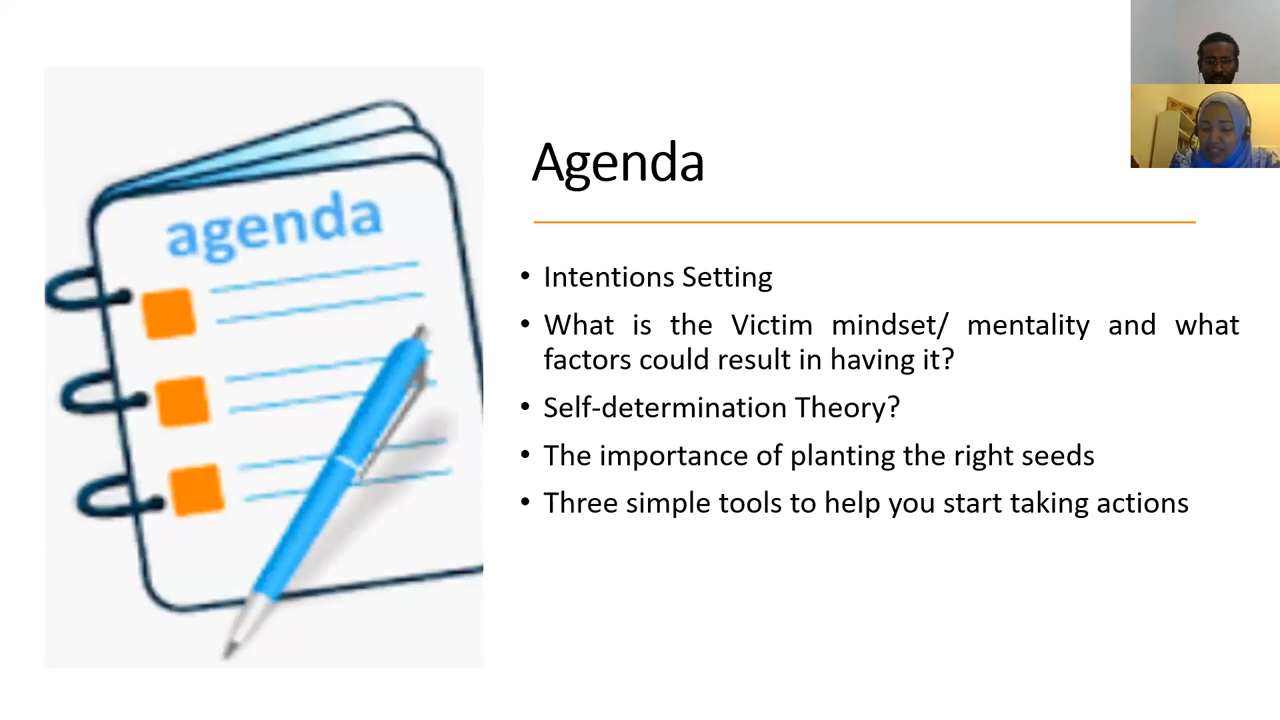 agenda
Agenda
• Intentions Setting
• What is the Victim mindset/ mentality and what
factors could result in having it?
• Self-determination Theory?
• The importance of planting the right seeds
• Three simple tools to help you start taking actions